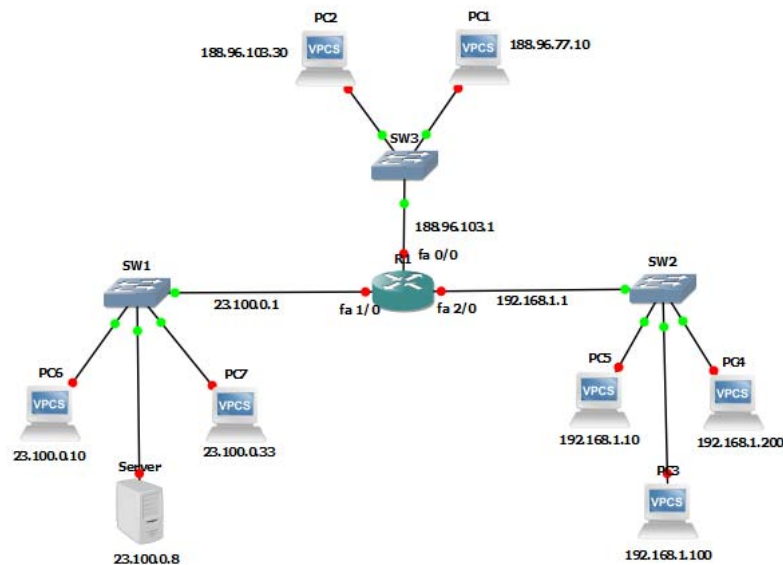 PC2
PC1
188.96.103.30
VPCS
VPCS
188.96.77.10
SW3
188.96.103.1
fa 0/0
R1
SW1
SW2
23.100.0.1
fa 1/0
fa 2/0
192.168.1.1
PC6
PC7
PC5
PC4
VPCS
VPCS
VPCS
VPCS
23.100.0.10
23.100.0.33
192.168.1.10
192.168.1.200
Server
PC3
VPCS
23.100.0.8
192.168.1.100